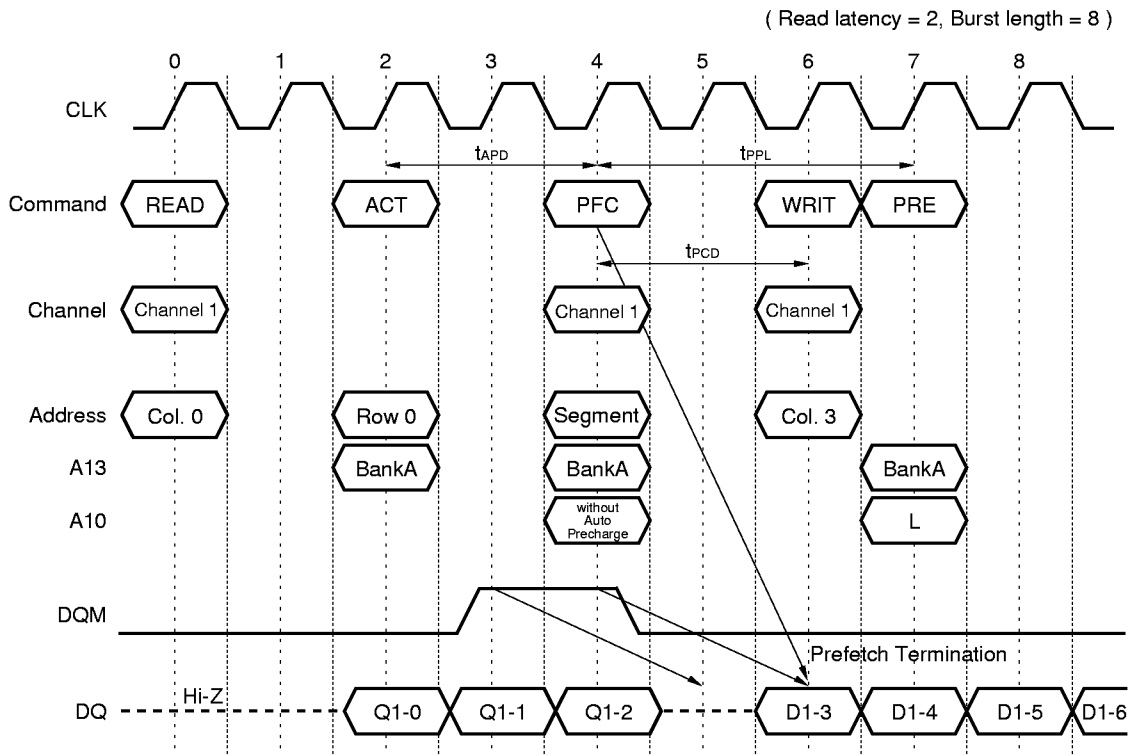 ( Read latency = 2, Burst length = 8 )
0 1 2 3 4 5 6 7 8
CLK
tAPD tPPL
Command READ ACT PFC WRIT PRE
tPCD
Channel Channel 1 Channel 1 Channel 1
Address Col. 0 Row 0 Segment Col. 3
A13 BankA BankA BankA
A10 without Auto Precharge L
DQM
Prefetch Termination
Hi-Z
DQ Q1-0 Q1-1 Q1-2 D1-3 D1-4 D1-5 D1-6